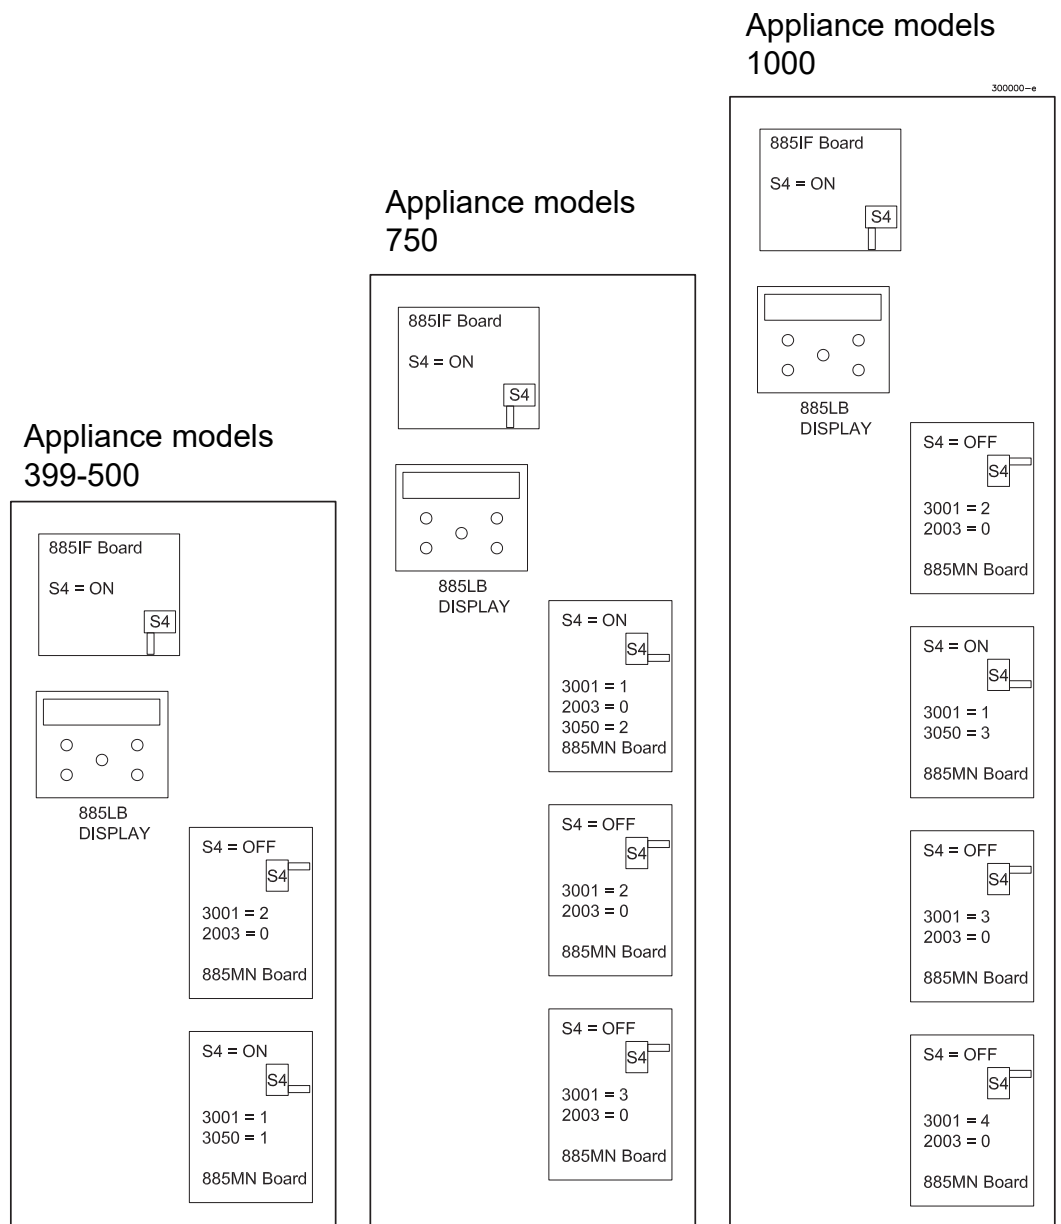 Appliance models
399-500
885IF Board
S4 = ON
S4
885LB
DISPLAY
S4 = OFF
S4
3001 = 2
2003 = 0
885MN Board
S4 = ON
S4
3001 = 1
3050 = 1
885MN Board
Appliance models
750
885IF Board
S4 = ON
S4
885LB
DISPLAY
S4 = ON
S4
3001 = 1
2003 = 0
3050 = 2
885MN Board
S4 = OFF
S4
3001 = 2
2003 = 0
885MN Board
S4 = OFF
S4
3001 = 3
2003 = 0
885MN Board
Appliance models
1000
300000-e
885IF Board
S4 = ON
S4
885LB
DISPLAY
S4 = OFF
S4
3001 = 2
2003 = 0
885MN Board
S4 = ON
S4
3001 = 1
3050 = 3
885MN Board
S4 = OFF
S4
3001 = 3
2003 = 0
885MN Board
S4 = OFF
S4
3001 = 4
2003 = 0
885MN Board